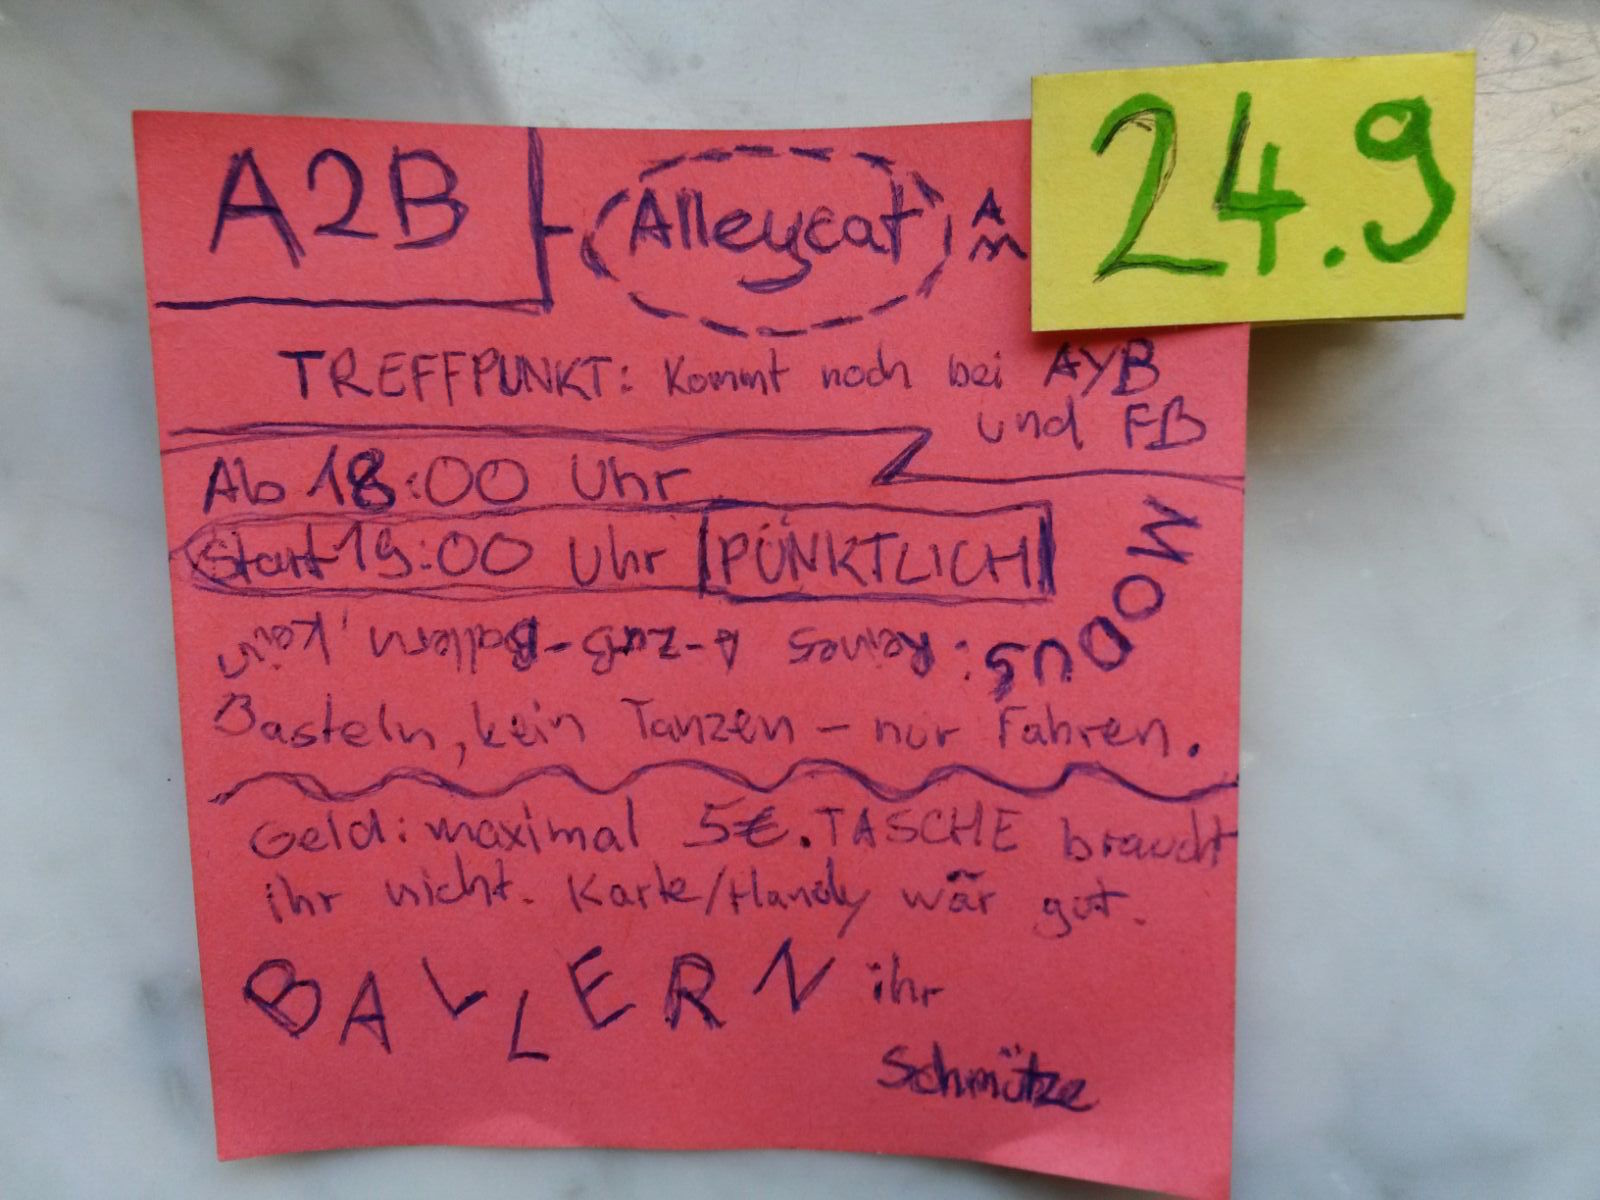 A2B - Alleycat Am 24.9
TREFFPUNKT: Kommt noch bei AYB
und FB
Ab 18:00 Uhr
Start 19:00 Uhr PÜNKTLICH
MODUS: Reines A-zuB-Ballern, kein
Basteln, kein Tanzen - nur Fahren.
Geld: maximal 5€. TASCHE braucht
ihr nicht. Karte/Handy wär gut.
BALLERN ihr
Schmütze